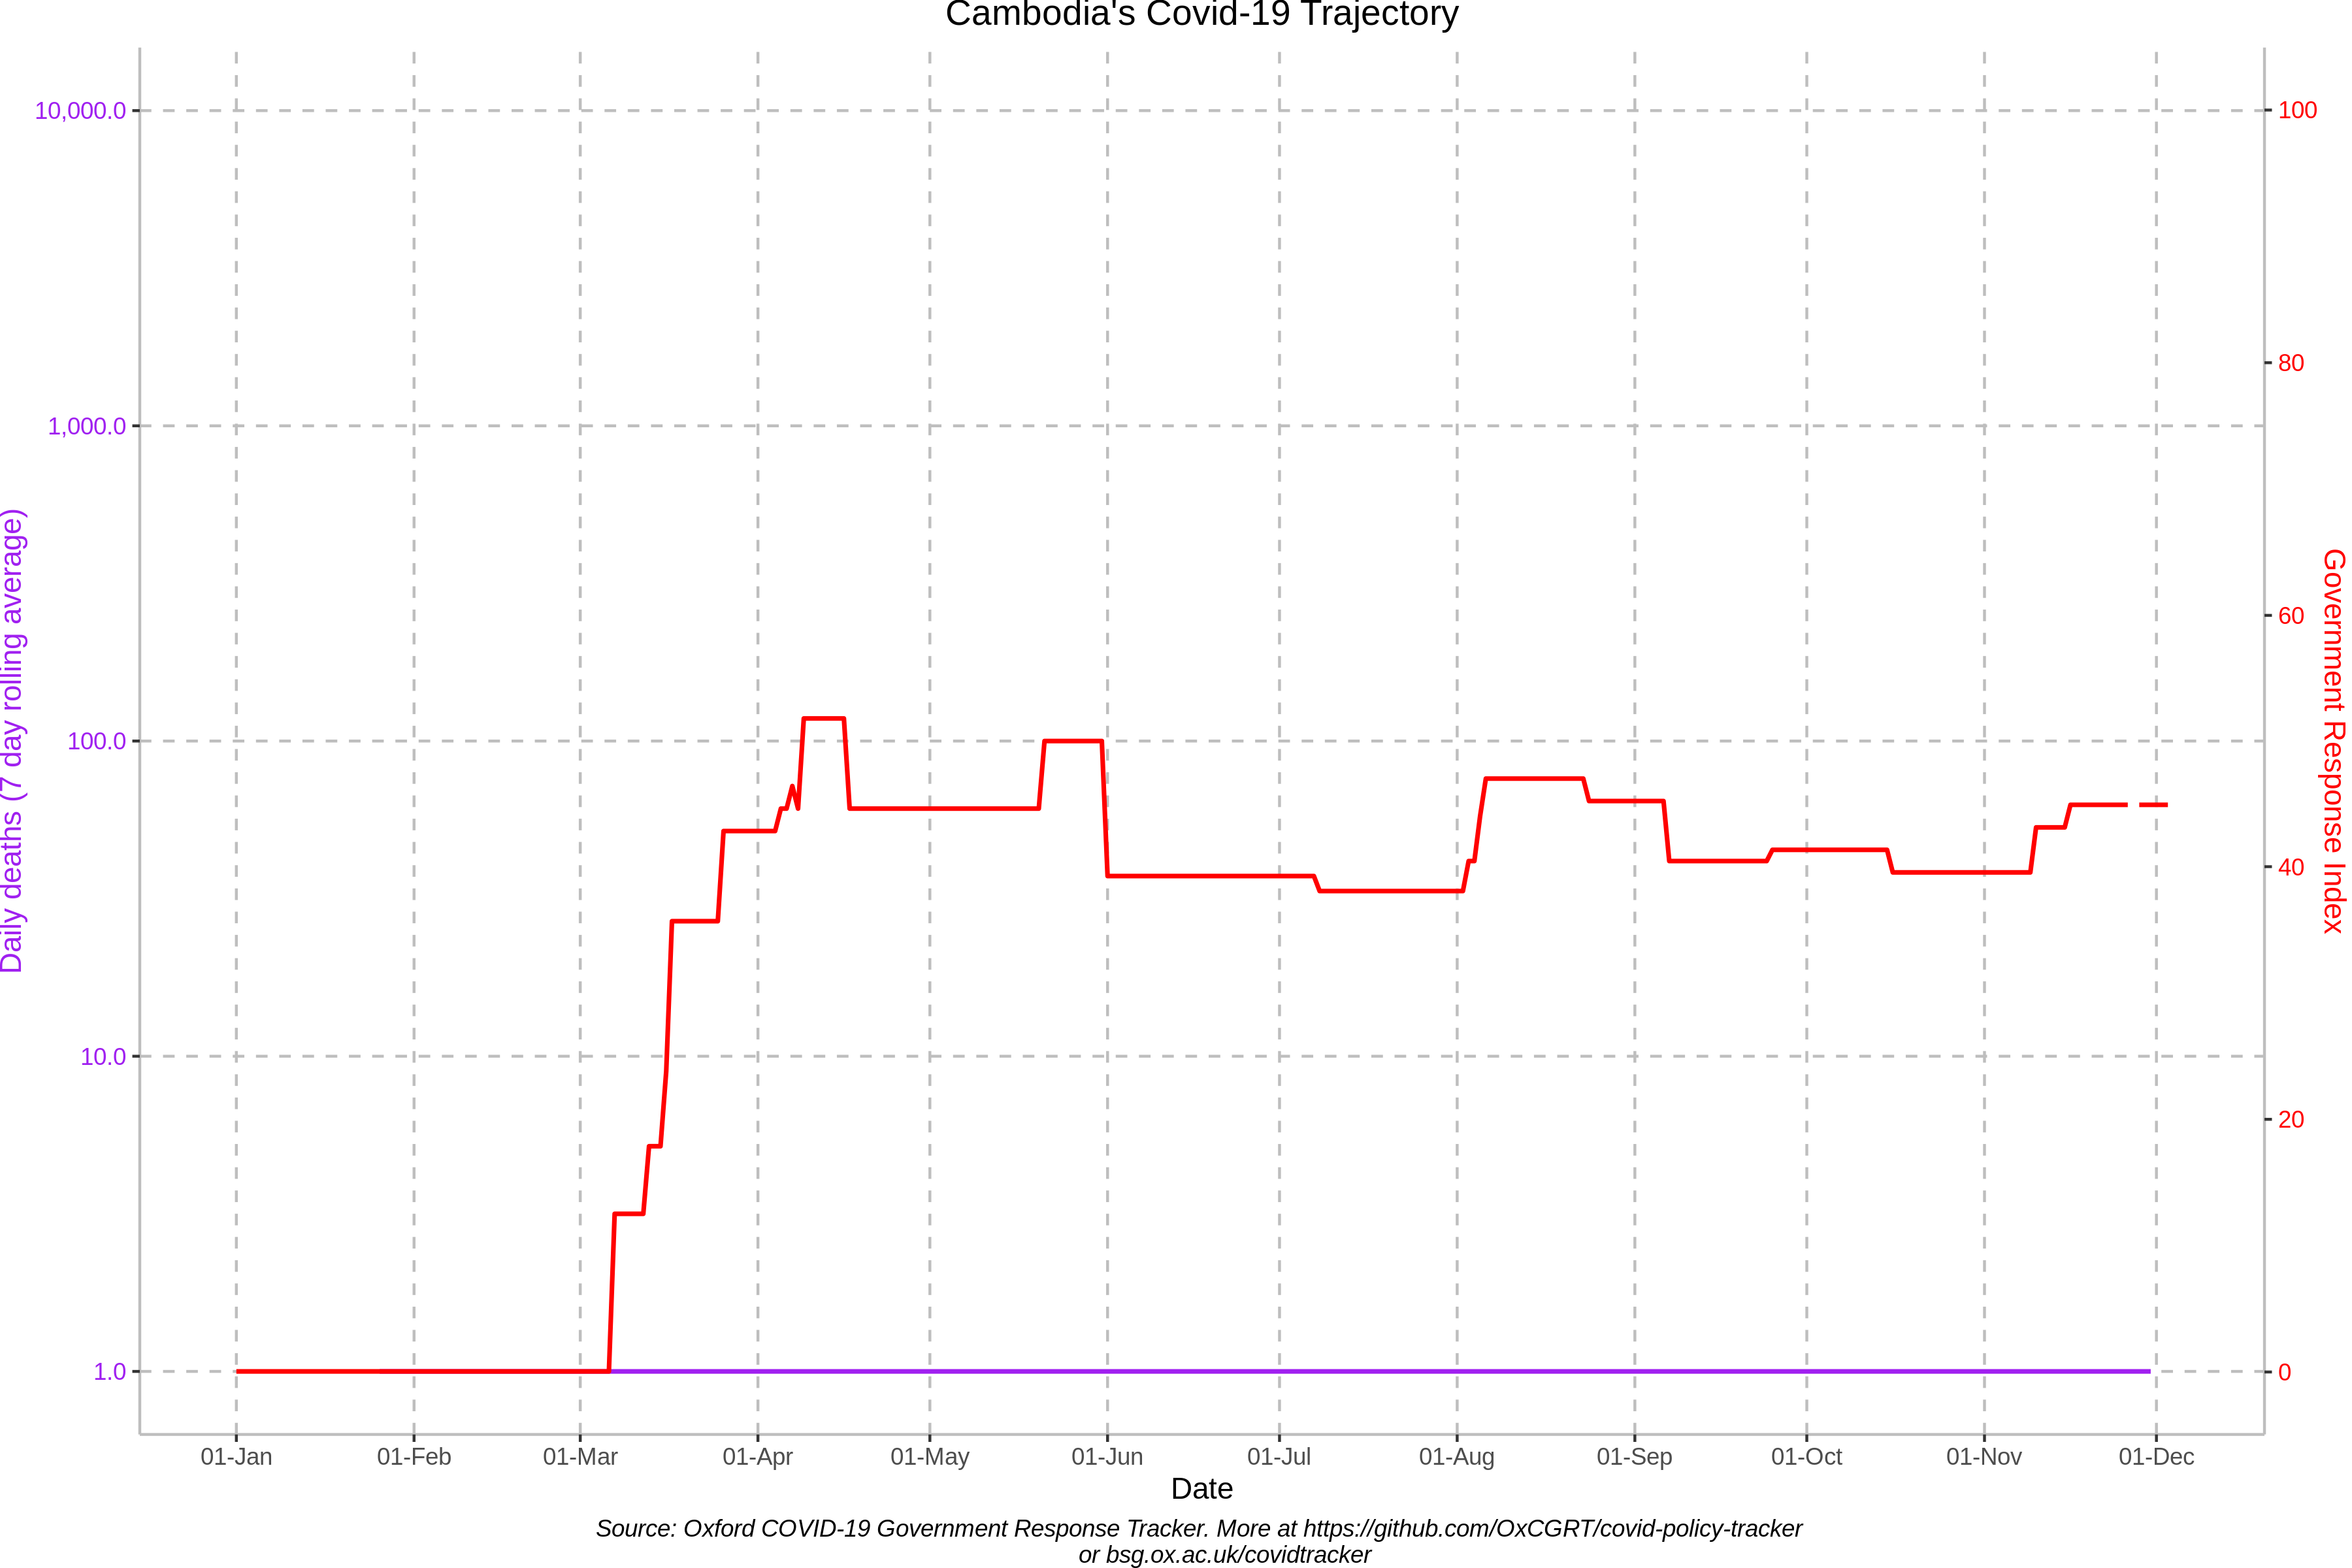 Cambodia's Covid-19 Trajectory
10,000.0
1,000.0
100.0
10.0
1.0
Daily deaths (7 day rolling average)
100
80
60
40
20
0
Government Response Index
01-Jan 01-Feb 01-Mar 01-Apr 01-May 01-Jun 01-Jul 01-Aug 01-Sep 01-Oct 01-Nov 01-Dec
Date
Source: Oxford COVID-19 Government Response Tracker. More at https://github.com/OxCGRT/covid-policy-tracker
or bsg.ox.ac.uk/covidtracker